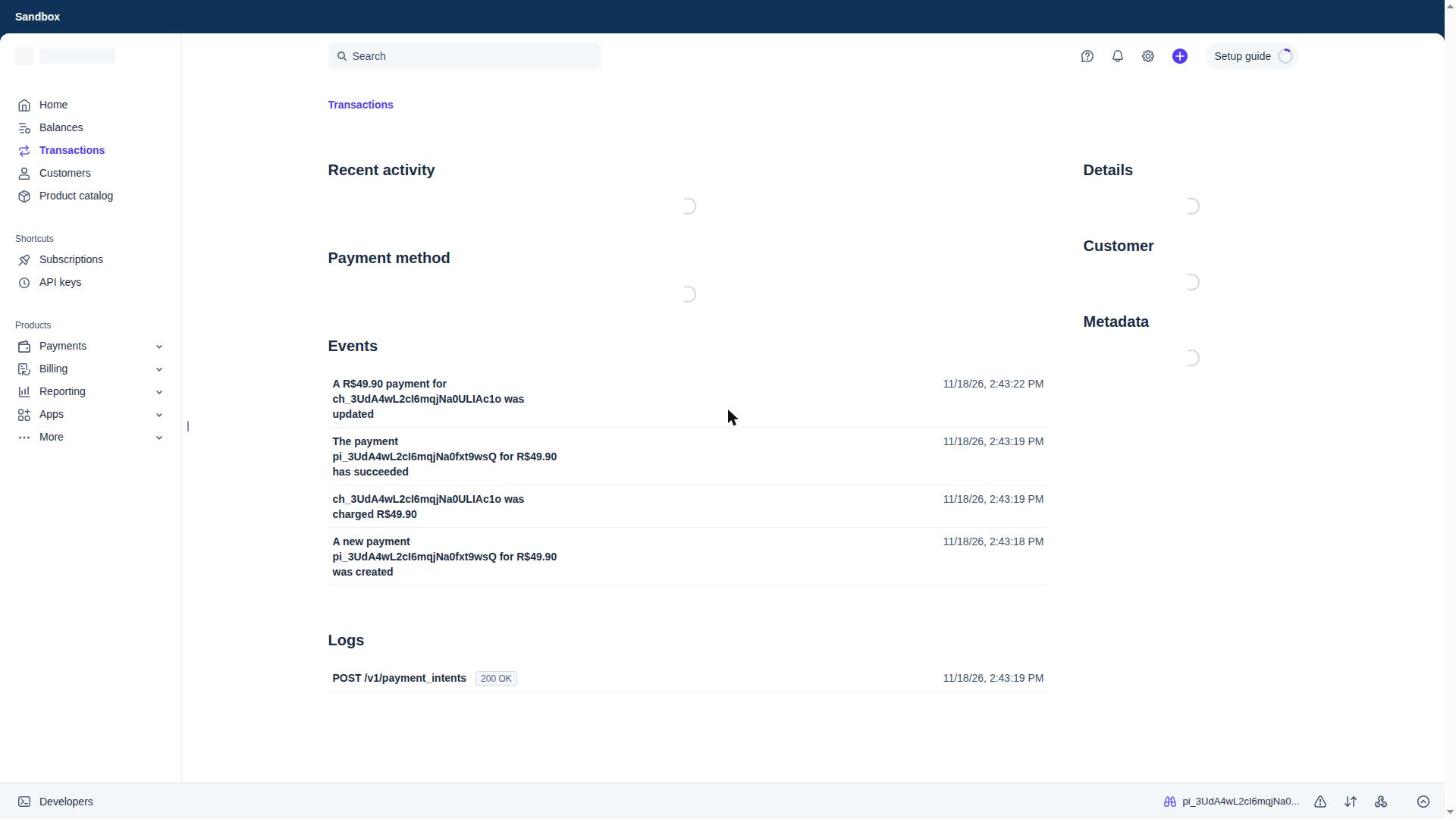 Sandbox
Search
Setup guide
Home
Balances
Transactions
Customers
Product catalog
Shortcuts
Subscriptions
API keys
Products
Payments
Billing
Reporting
Apps
More
Transactions
Recent activity
Payment method
Events
A R$49.90 payment for
ch_3UdA4wL2cI6mqjNa0ULIAc1o was
updated
11/18/26, 2:43:22 PM
The payment
pi_3UdA4wL2cI6mqjNa0fxt9wsQ for R$49.90
has succeeded
11/18/26, 2:43:19 PM
ch_3UdA4wL2cI6mqjNa0ULIAc1o was
charged R$49.90
11/18/26, 2:43:19 PM
A new payment
pi_3UdA4wL2cI6mqjNa0fxt9wsQ for R$49.90
was created
11/18/26, 2:43:18 PM
Logs
POST /v1/payment_intents 200 OK 11/18/26, 2:43:19 PM
Details
Customer
Metadata
Developers
pi_3UdA4wL2cI6mqjNa0...